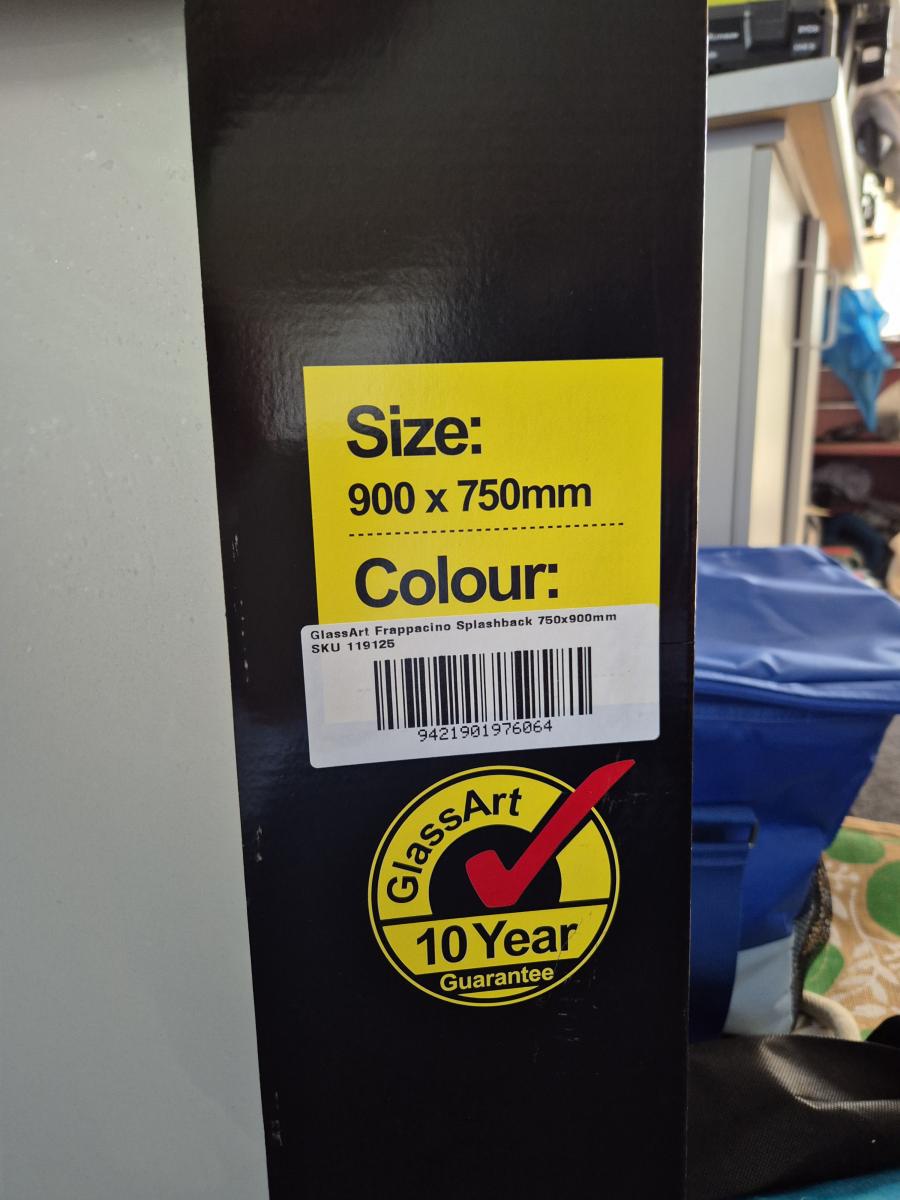 Size:
900 x 750mm
Colour:
GlassArt Frappacino Splashback 750x900mm
SKU 119125
9421901976064
GlassArt
10 Year
Guarantee